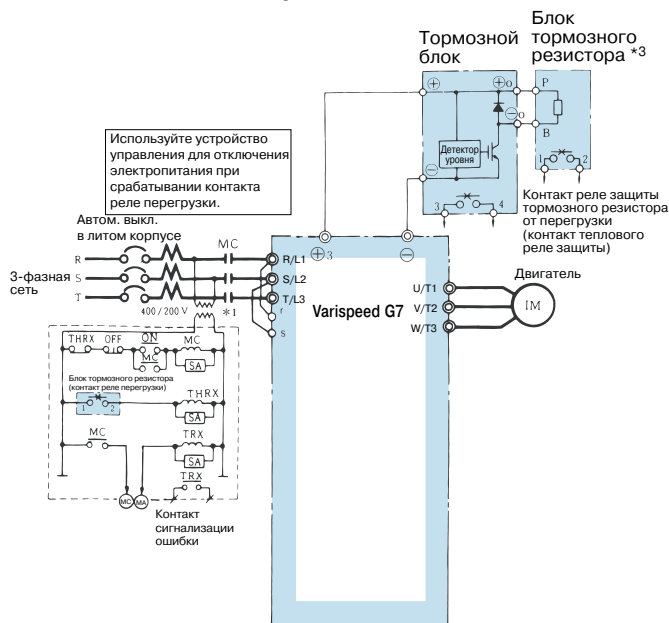 Блок
тормозного
резистора *3
Тормозной
блок
⊕
⊕o
P
⊖o
B
Детектор
уровня
⊖
1 2
3 4
Используйте устройство
управления для отключения
электропитания при
срабатывании контакта
реле перегрузки.
Контакт реле защиты
тормозного резистора
от перегрузки
(контакт теплового
реле защиты)
Автом. выкл.
в литом корпусе
MC
3-фазная
сеть
R
S
T
R/L1
S/L2
T/L3
r
s
⊕3
⊖
400/200 V
*1
Varispeed G7
U/T1
V/T2
W/T3
Двигатель
IM
THRX OFF ON MC
MC SA
Блок тормозного резистора
(контакт реле перегрузки)
1 2
THRX
SA
MC
TRX
SA
TRX
MC MA
Контакт
сигнализации
ошибки